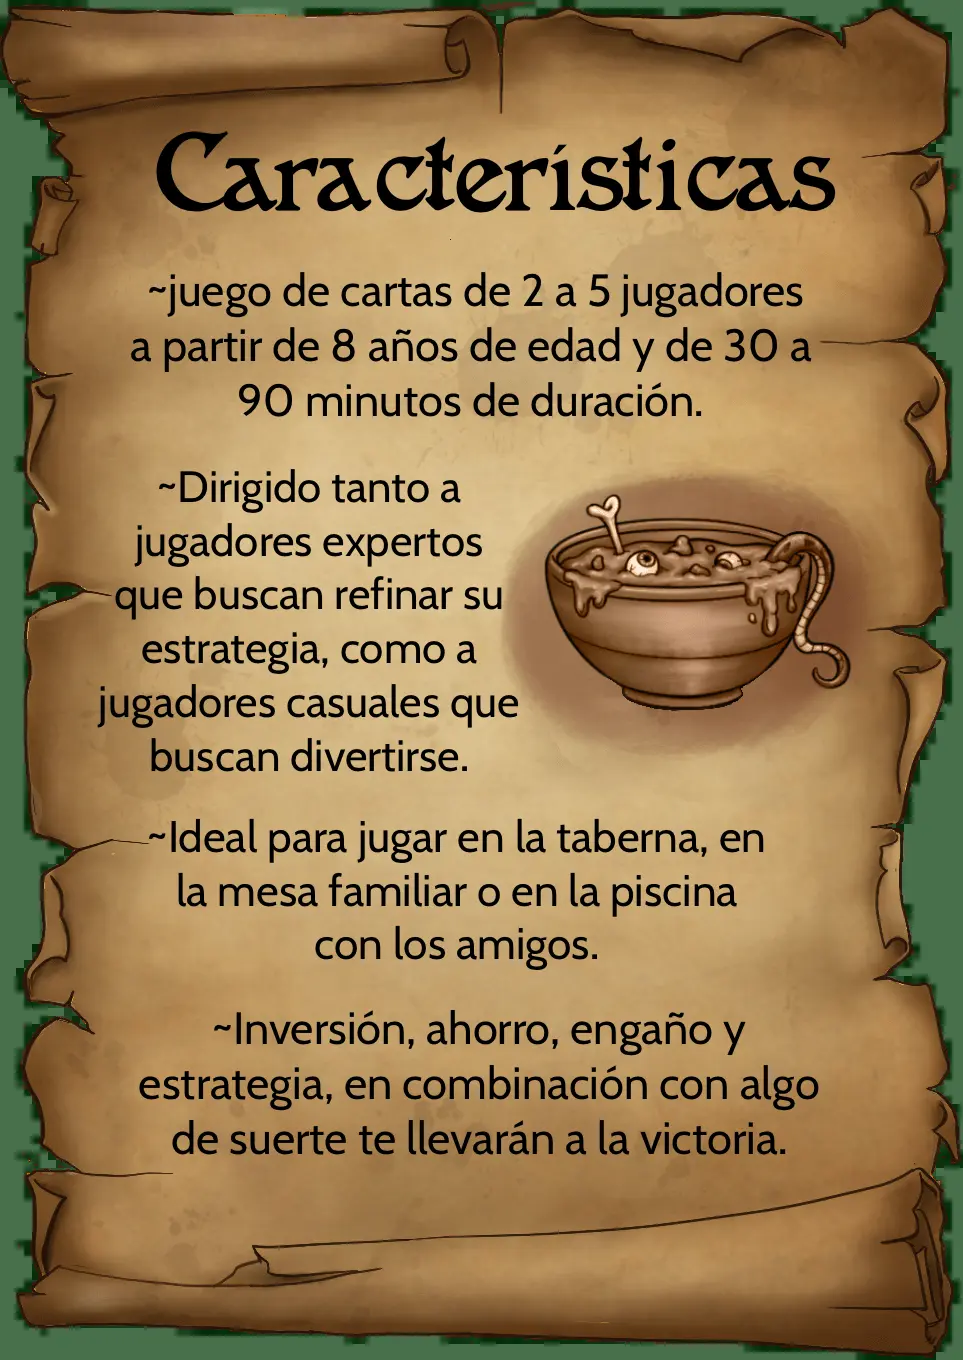 Características
~juego de cartas de 2 a 5 jugadores
a partir de 8 años de edad y de 30 a
90 minutos de duración.
~Dirigido tanto a
jugadores expertos
que buscan refinar su
estrategia, como a
jugadores casuales que
buscan divertirse.
~Ideal para jugar en la taberna, en
la mesa familiar o en la piscina
con los amigos.
~Inversión, ahorro, engaño y
estrategia, en combinación con algo
de suerte te llevarán a la victoria.